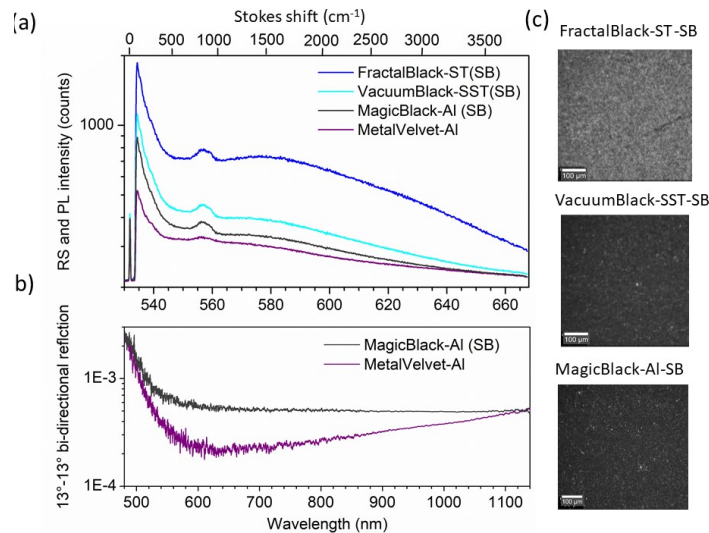 (a)
Stokes shift (cm-1)
0 500 1000 1500 2000 2500 3000 3500
RS and PL intensity (counts)
1000
FractalBlack-ST(SB)
VacuumBlack-SST(SB)
MagicBlack-Al (SB)
MetalVelvet-Al
540 560 580 600 620 640 660
(b)
13°-13° bi-directional reflction
1E-3
1E-4
MagicBlack-Al (SB)
MetalVelvet-Al
500 600 700 800 900 1000 1100
Wavelength (nm)
(c)
FractalBlack-ST-SB
100 µm
VacuumBlack-SST-SB
100 µm
MagicBlack-Al-SB
100 µm